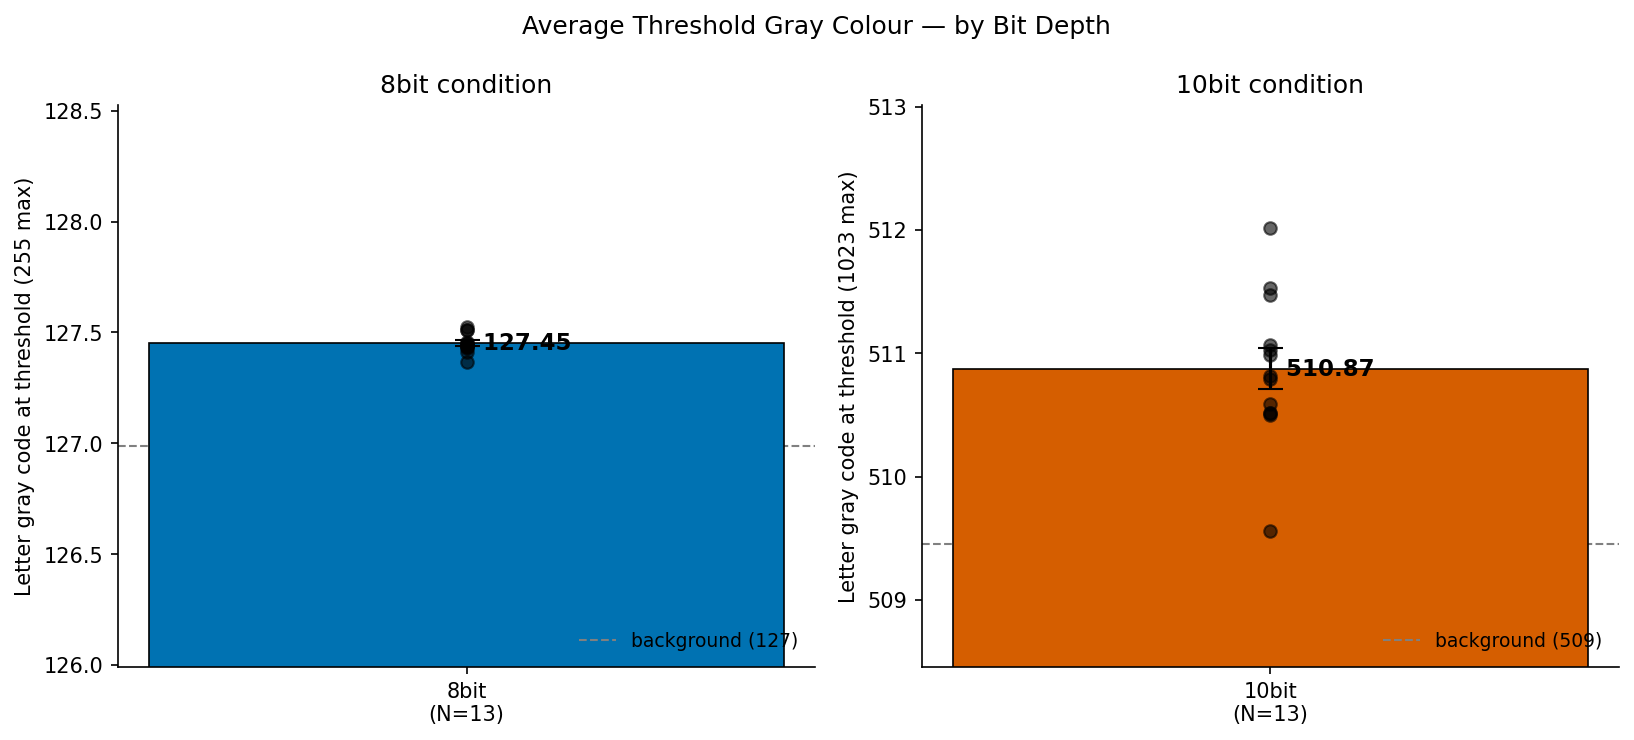 Average Threshold Gray Colour — by Bit Depth
8bit condition
Letter gray code at threshold (255 max)
128.5
128.0
127.5
127.0
126.5
126.0
127.45
background (127)
8bit
(N=13)
10bit condition
Letter gray code at threshold (1023 max)
513
512
511
510
509
510.87
background (509)
10bit
(N=13)